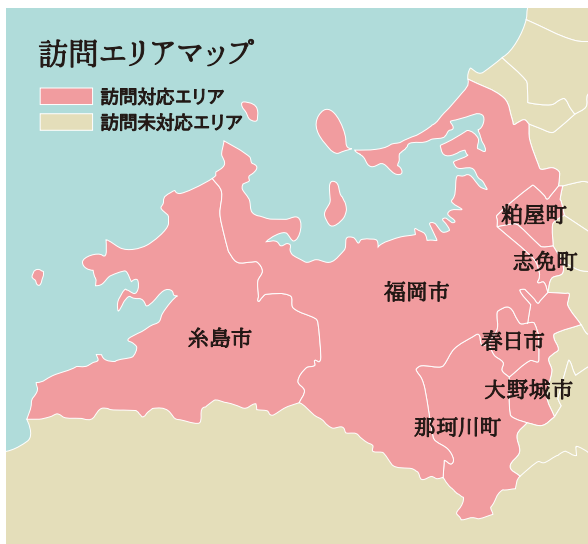 訪問エリアマップ
訪問対応エリア
訪問未対応エリア
粕屋町
志免町
福岡市
糸島市
春日市
大野城市
那珂川町